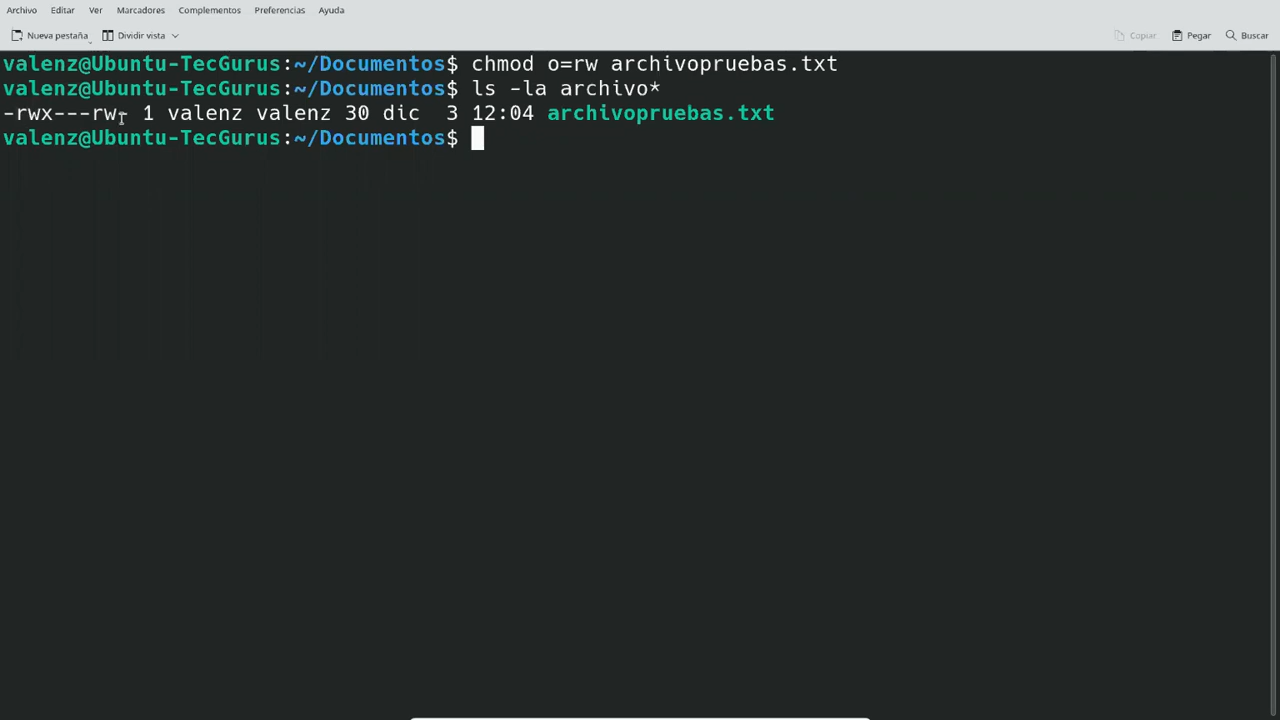 Archivo Editar Ver Marcadores Complementos Preferencias Ayuda
Nueva pestaña Dividir vista Copiar Pegar Buscar
valenz@Ubuntu-TecGurus:~/Documentos$ chmod o=rw archivopruebas.txt
valenz@Ubuntu-TecGurus:~/Documentos$ ls -la archivo*
-rwx---rw- 1 valenz valenz 30 dic  3 12:04 archivopruebas.txt
valenz@Ubuntu-TecGurus:~/Documentos$